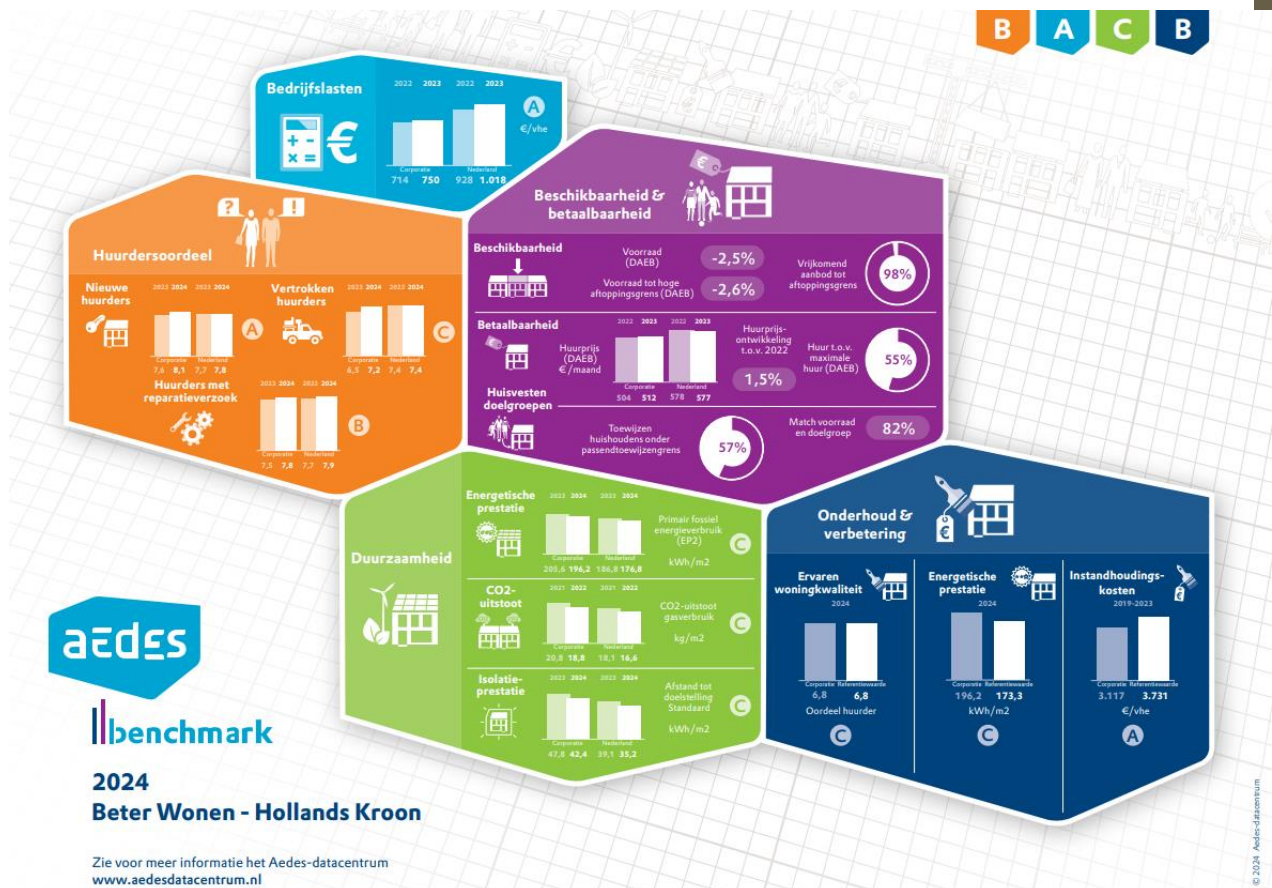 B A C B
Bedrijfslasten
2022 2023 2022 2023
A
€/vhe
Corporatie Nederland
714 750 928 1.018
? !
Huurdersoordeel
Nieuwe
huurders
2023 2024 2023 2024
A
Corporatie Nederland
7,6 8,1 7,7 7,8
Vertrokken
huurders
2023 2024 2023 2024
C
Corporatie Nederland
6,5 7,2 7,4 7,4
Huurders met
reparatieverzoek
2023 2024 2023 2024
B
Corporatie Nederland
7,5 7,8 7,7 7,9
Beschikbaarheid &
betaalbaarheid
Beschikbaarheid
Voorraad
(DAEB)
-2,5%
Voorraad tot hoge
aftoppingsgrens (DAEB)
-2,6%
Vrijkomend
aanbod tot
aftoppingsgrens
98%
Betaalbaarheid
Huurprijs
(DAEB)
€/maand
2022 2023 2022 2023
Corporatie Nederland
504 512 578 577
Huurprijs-
ontwikkeling
t.o.v. 2022
1,5%
Huur t.o.v.
maximale
huur (DAEB)
55%
Huisvesten
doelgroepen
Toewijzen
huishoudens onder
passendtoewijzengrens
57%
Match voorraad
en doelgroep
82%
Duurzaamheid
Energetische
prestatie
2023 2024 2023 2024
Corporatie Nederland
205,6 196,2 186,8 176,8
Primair fossiel
energieverbruik
(EP2)
kWh/m2
C
CO2-
uitstoot
2021 2022 2021 2022
Corporatie Nederland
20,8 18,8 18,1 16,6
CO2-uitstoot
gasverbruik
kg/m2
C
Isolatie-
prestatie
2023 2024 2023 2024
Corporatie Nederland
47,8 42,4 39,1 35,2
Afstand tot
doelstelling
Standaard
kWh/m2
C
Onderhoud &
verbetering
Ervaren
woningkwaliteit
2024
Corporatie Referentiewaarde
6,8 6,8
Oordeel huurder
C
Energetische
prestatie
2024
Corporatie Referentiewaarde
196,2 173,3
kWh/m2
C
Instandhoudings-
kosten
2019-2023
Corporatie Referentiewaarde
3.117 3.731
€/vhe
A
aedes
benchmark
2024
Beter Wonen - Hollands Kroon
Zie voor meer informatie het Aedes-datacentrum
www.aedesdatacentrum.nl
© 2024 Aedes-datacentrum